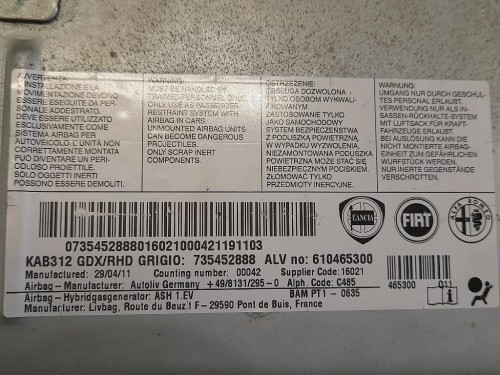 AVVERTENZA:
L'INSTALLAZIONE E LA
MOVIMENTAZIONE DEVONO
ESSERE ESEGUITE DA PER-
SONALE ADDESTRATO.
DEVE ESSERE UTILIZZATO
ESCLUSIVAMENTE COME
SISTEMA AIRBAG PER
AUTOVEICOLO. L'UNITÀ NON
CORRETTAMENTE MONTATA
PUÒ DIVENTARE UN PERI-
COLOSO PROIETTILE.
SOLO OGGETTI INERTI
POSSONO ESSERE DEMOLITI.
WARNING:
MUST BE HANDLED BY
TRAINED PERSONNEL ONLY.
ONLY USE AS PASSENGER
RESTRAINT SYSTEM WITH
AIRBAG IN CARS.
UNMOUNTED AIRBAG UNITS
CAN BECOME DANGEROUS
PROJECTILES.
ONLY SCRAP INERT
COMPONENTS.
OSTRZEŻENIE:
OBSŁUGA DOZWOLONA
TYLKO OSOBOM WYKWALI-
FIKOWANYM.
ZASTOSOWANIE TYLKO
JAKO SAMOCHODOWY
SYSTEM BEZPIECZEŃSTWA
Z PODUSZKĄ POWIETRZNĄ.
W WYPADKU WYZWOLENIA
NIEZAMONTOWANA PODUSZKA
POWIETRZNA MOŻE STAĆ SIĘ
NIEBEZPIECZNYM POCISKIEM.
ZŁOMOWAĆ TYLKO
PRZEDMIOTY INERCYJNE.
WARNUNG:
UMGANG NUR DURCH GESCHUL-
TES PERSONAL ERLAUBT.
VERWENDUNG NUR ALS IN-
SASSEN-RÜCKHALTE-SYSTEM
MIT LUFTSACK FÜR KRAFT-
FAHRZEUGE ERLAUBT.
BEI AUSLÖSUNG KANN DIE
NICHT MONTIERTE AIRBAG-
EINHEIT ZUM GEFÄHRLICHEN
WURFSTÜCK WERDEN.
NUR INERTE GEGENSTÄNDE
VERSCHROTTEN.
LANCIA
FIAT
ALFA ROMEO
07354528880160210004211911​03
KAB312 GDX/RHD GRIGIO: 735452888 ALV no: 610465300
Manufactured: 29/04/11 Counting number: 00042 Supplier Code: 16021
Airbag - Manufacturer: Autoliv Germany +49/8131/295-0 Alph. Code: C485
465300 011
Airbag - Hybridgasgenerator: ASH 1.EV BAM PT1 - 0635
Manufacturer: Livbag, Route du Beuz​it F - 29590 Pont de Buis, France